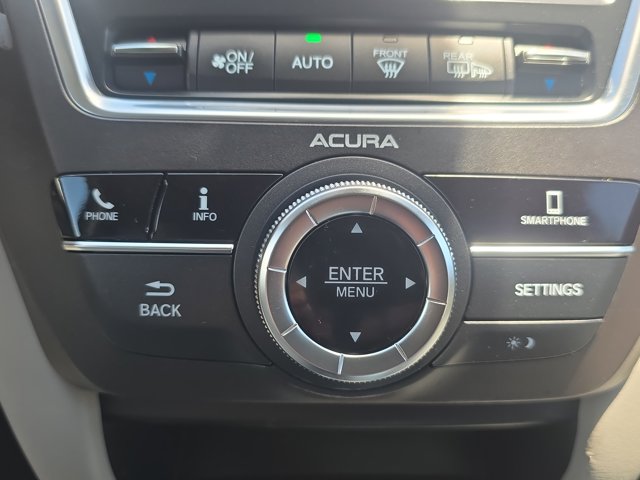 ON/
OFF
AUTO
FRONT
REAR
ACURA
PHONE
INFO
SMARTPHONE
ENTER
MENU
BACK
SETTINGS